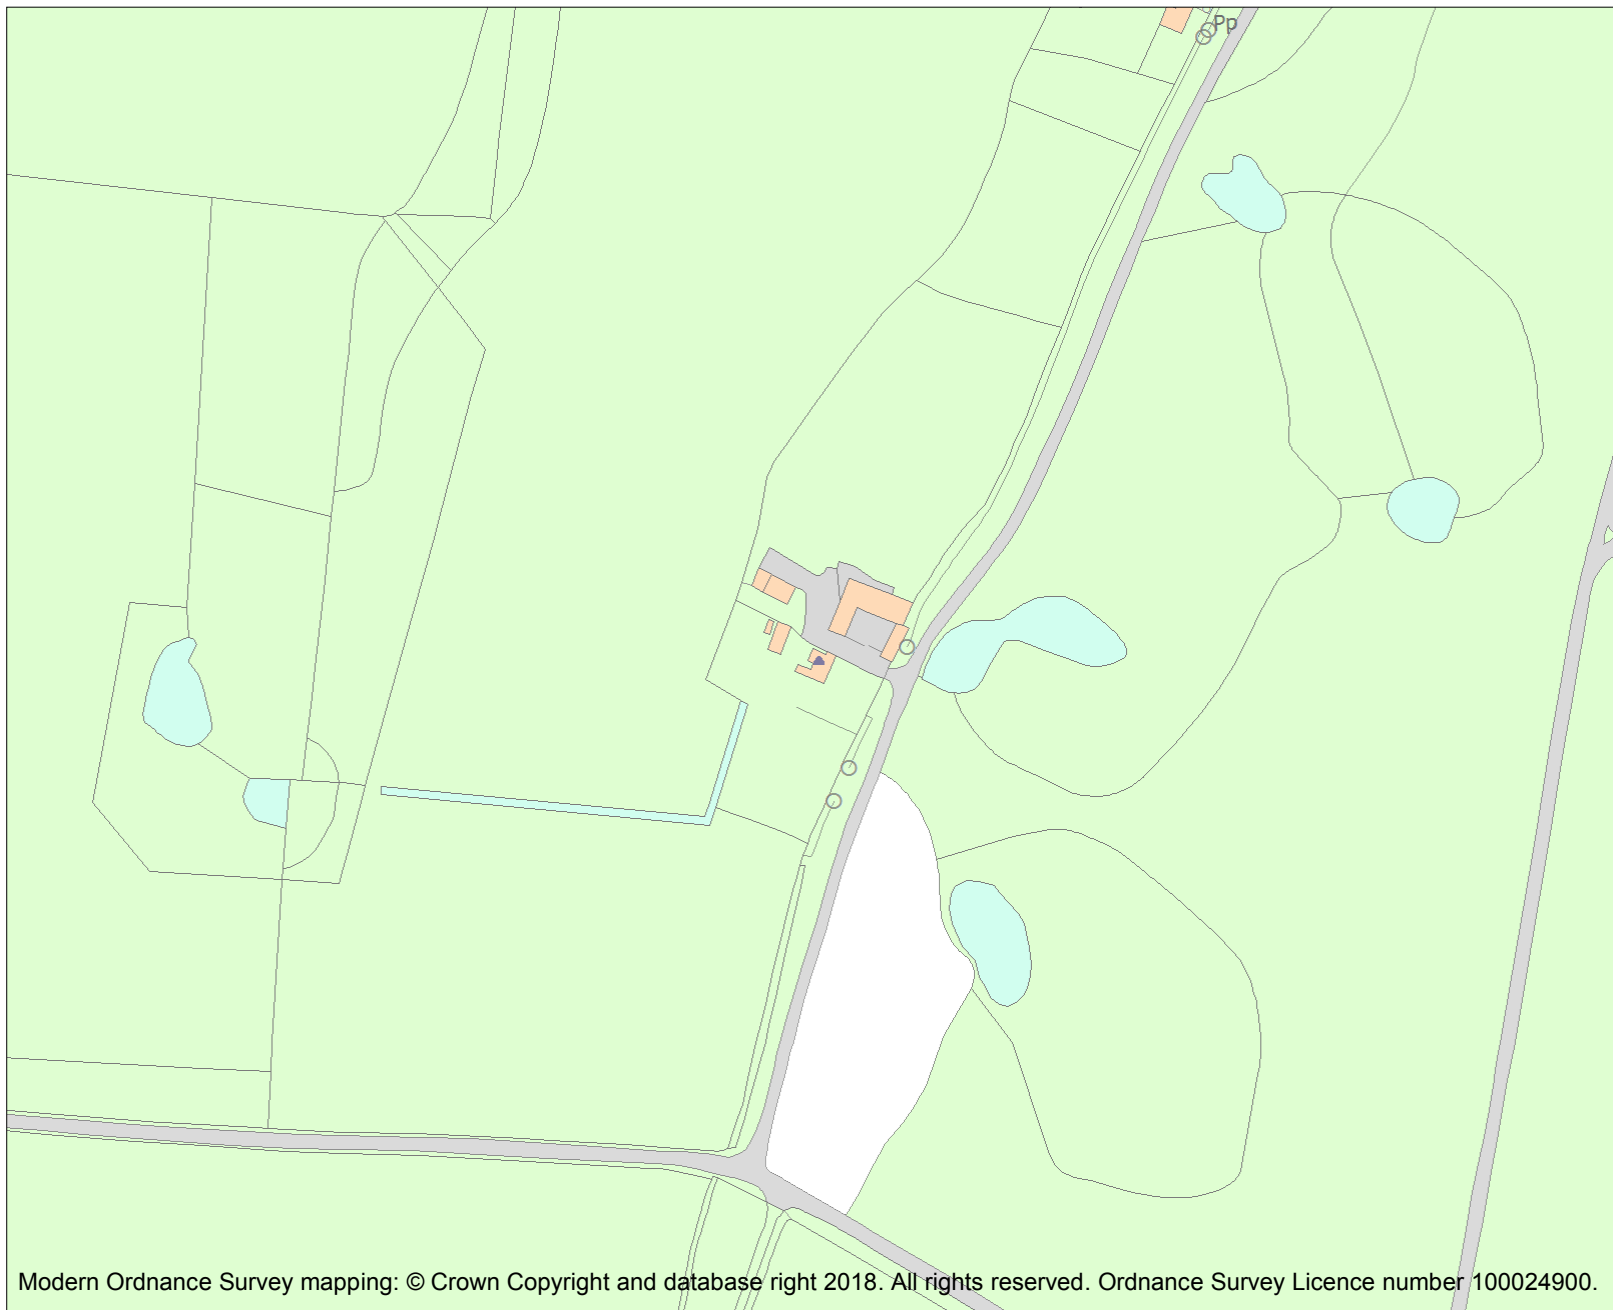 Pp
Modern Ordnance Survey mapping: © Crown Copyright and database right 2018. All rights reserved. Ordnance Survey Licence number 100024900.